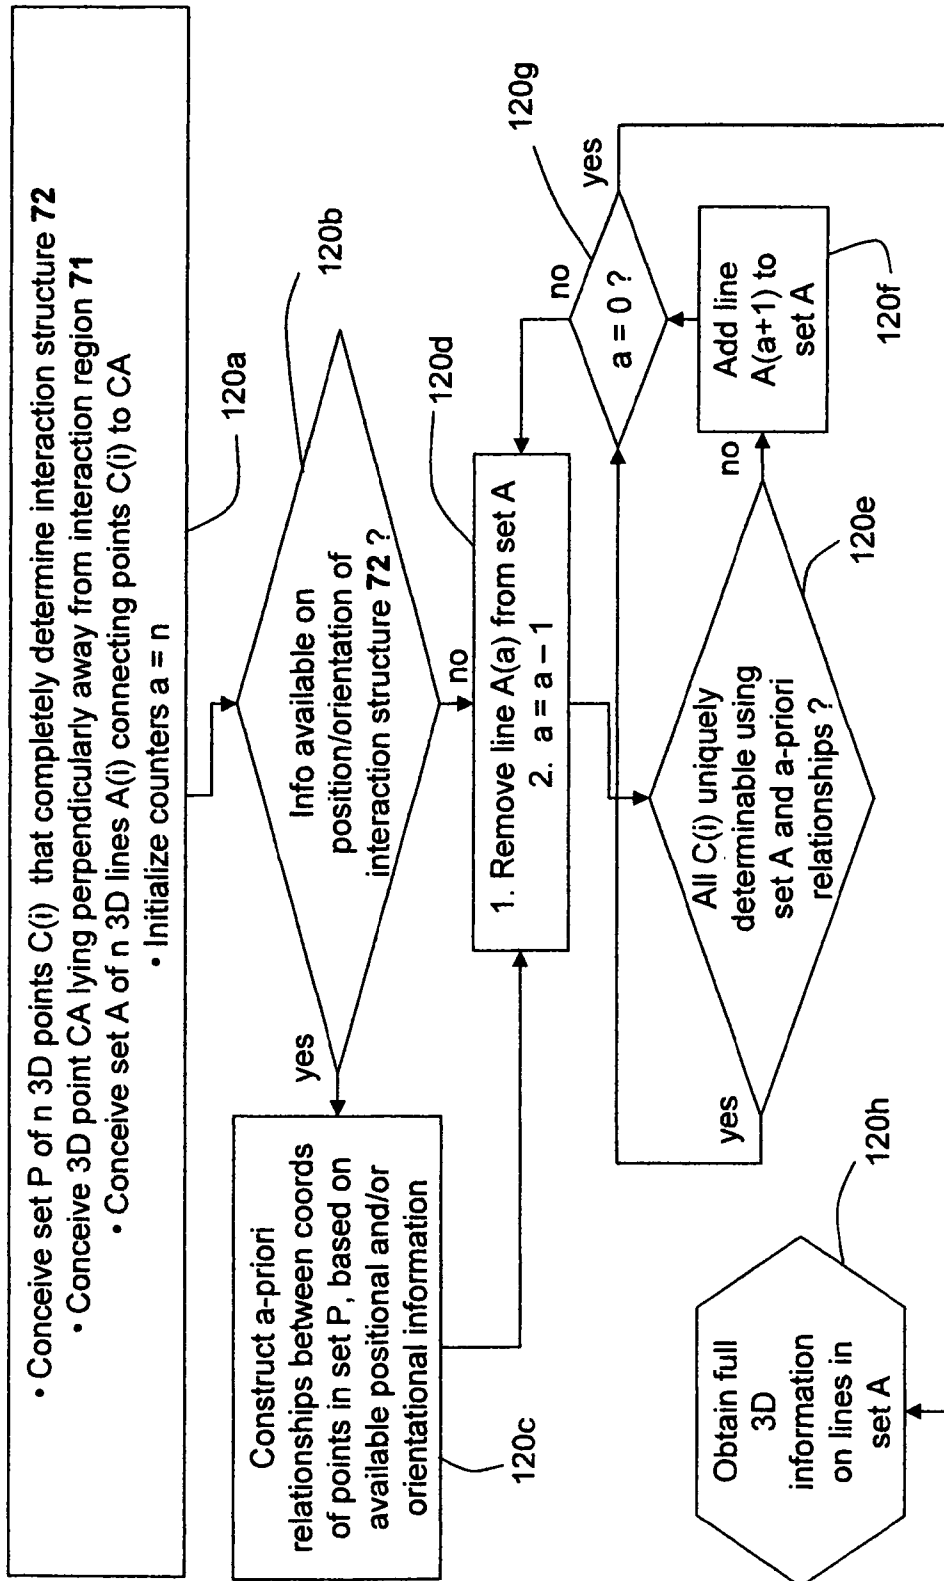 • Conceive set P of n 3D points C(i) that completely determine interaction structure 72
• Conceive 3D point CA lying perpendicularly away from interaction region 71
• Conceive set A of n 3D lines A(i) connecting points C(i) to CA
• Initialize counters a = n
120a
120b
Info available on
position/orientation of
interaction structure 72 ?
yes
no
Construct a-priori
relationships between coords
of points in set P, based on
available positional and/or
orientational information
120c
120d
1. Remove line A(a) from set A
2. a = a – 1
120g
no
a = 0 ?
yes
All C(i) uniquely
determinable using
set A and a-priori
relationships ?
yes
no
120e
Add line
A(a+1) to
set A
120f
120h
Obtain full
3D
information
on lines in
set A